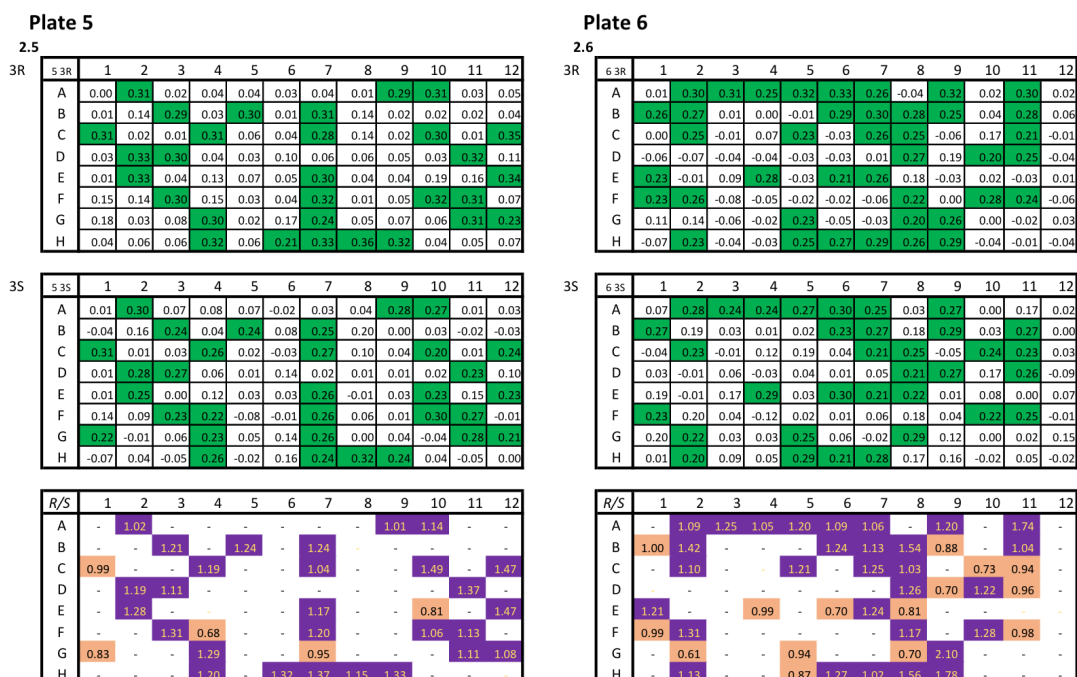 Plate 5
2.5
3R 5 3R 1 2 3 4 5 6 7 8 9 10 11 12
A 0.00 0.31 0.02 0.04 0.04 0.03 0.04 0.01 0.29 0.31 0.03 0.05
B 0.01 0.14 0.29 0.03 0.30 0.01 0.31 0.14 0.02 0.02 0.02 0.04
C 0.31 0.02 0.01 0.31 0.06 0.04 0.28 0.14 0.02 0.30 0.01 0.35
D 0.03 0.33 0.30 0.04 0.03 0.10 0.06 0.06 0.05 0.03 0.32 0.11
E 0.01 0.33 0.04 0.13 0.07 0.05 0.30 0.04 0.04 0.19 0.16 0.34
F 0.15 0.14 0.30 0.15 0.03 0.04 0.32 0.01 0.05 0.32 0.31 0.07
G 0.18 0.03 0.08 0.30 0.02 0.17 0.24 0.05 0.07 0.06 0.31 0.23
H 0.04 0.06 0.06 0.32 0.06 0.21 0.33 0.36 0.32 0.04 0.05 0.07
3S 5 3S 1 2 3 4 5 6 7 8 9 10 11 12
A 0.01 0.30 0.07 0.08 0.07 -0.02 0.03 0.04 0.28 0.27 0.01 0.03
B -0.04 0.16 0.24 0.04 0.24 0.08 0.25 0.20 0.00 0.03 -0.02 -0.03
C 0.31 0.01 0.03 0.26 0.02 -0.03 0.27 0.10 0.04 0.20 0.01 0.24
D 0.01 0.28 0.27 0.06 0.01 0.14 0.02 0.01 0.01 0.02 0.23 0.10
E 0.01 0.25 0.00 0.12 0.03 0.03 0.26 -0.01 0.03 0.23 0.15 0.23
F 0.14 0.09 0.23 0.22 -0.08 -0.01 0.26 0.06 0.01 0.30 0.27 -0.01
G 0.22 -0.01 0.06 0.23 0.05 0.14 0.26 0.00 0.04 -0.04 0.28 0.21
H -0.07 0.04 -0.05 0.26 -0.02 0.16 0.24 0.32 0.24 0.04 -0.05 0.00
R/S 1 2 3 4 5 6 7 8 9 10 11 12
A - 1.02 - - - - - - 1.01 1.14 - -
B - - 1.21 - 1.24 - 1.24 - - - - -
C 0.99 - - 1.19 - - 1.04 - - 1.49 - 1.47
D - 1.19 1.11 - - - - - - - 1.37 -
E - 1.28 - - - - 1.17 - - 0.81 - 1.47
F - - 1.31 0.68 - - 1.20 - - 1.06 1.13 -
G 0.83 - - 1.29 - - 0.95 - - - 1.11 1.08
H - - - 1.20 - 1.32 1.37 1.15 1.33 - - -
Plate 6
2.6
3R 6 3R 1 2 3 4 5 6 7 8 9 10 11 12
A 0.01 0.30 0.31 0.25 0.32 0.33 0.26 -0.04 0.32 0.02 0.30 0.02
B 0.26 0.27 0.01 0.00 -0.01 0.29 0.30 0.28 0.25 0.04 0.28 0.06
C 0.00 0.25 -0.01 0.07 0.23 -0.03 0.26 0.25 -0.06 0.17 0.21 -0.01
D -0.06 -0.07 -0.04 -0.04 -0.03 -0.03 0.01 0.27 0.19 0.20 0.25 -0.04
E 0.23 -0.01 0.09 0.28 -0.03 0.21 0.26 0.18 -0.03 0.02 -0.03 0.01
F 0.23 0.26 -0.08 -0.05 -0.02 -0.02 -0.06 0.22 0.00 0.28 0.24 -0.06
G 0.11 0.14 -0.06 -0.02 0.23 -0.05 -0.03 0.20 0.26 0.00 -0.02 0.03
H -0.07 0.23 -0.04 -0.03 0.25 0.27 0.29 0.26 0.29 -0.04 -0.01 -0.04
3S 6 3S 1 2 3 4 5 6 7 8 9 10 11 12
A 0.07 0.28 0.24 0.24 0.27 0.30 0.25 0.03 0.27 0.00 0.17 0.02
B 0.27 0.19 0.03 0.01 0.02 0.23 0.27 0.18 0.29 0.03 0.27 0.00
C -0.04 0.23 -0.01 0.12 0.19 0.04 0.21 0.25 -0.05 0.24 0.23 0.03
D 0.03 -0.01 0.06 -0.03 0.04 0.01 0.05 0.21 0.27 0.17 0.26 -0.09
E 0.19 -0.01 0.17 0.29 0.03 0.30 0.21 0.22 0.01 0.08 0.00 0.07
F 0.23 0.20 0.04 -0.12 0.02 0.01 0.06 0.18 0.04 0.22 0.25 -0.01
G 0.20 0.22 0.03 0.03 0.25 0.06 -0.02 0.29 0.12 0.00 0.02 0.15
H 0.01 0.20 0.09 0.05 0.29 0.21 0.28 0.17 0.16 -0.02 0.05 -0.02
R/S 1 2 3 4 5 6 7 8 9 10 11 12
A - 1.09 1.25 1.05 1.20 1.09 1.06 - 1.20 - 1.74 -
B 1.00 1.42 - - - 1.24 1.13 1.54 0.88 - 1.04 -
C - 1.10 - - 1.21 - 1.25 1.03 - 0.73 0.94 -
D - - - - - - - 1.26 0.70 1.22 0.96 -
E 1.21 - - 0.99 - 0.70 1.24 0.81 - - - -
F 0.99 1.31 - - - - - 1.17 - 1.28 0.98 -
G - 0.61 - - 0.94 - - 0.70 2.10 - - -
H - 1.13 - - 0.87 1.27 1.02 1.56 1.78 - - -